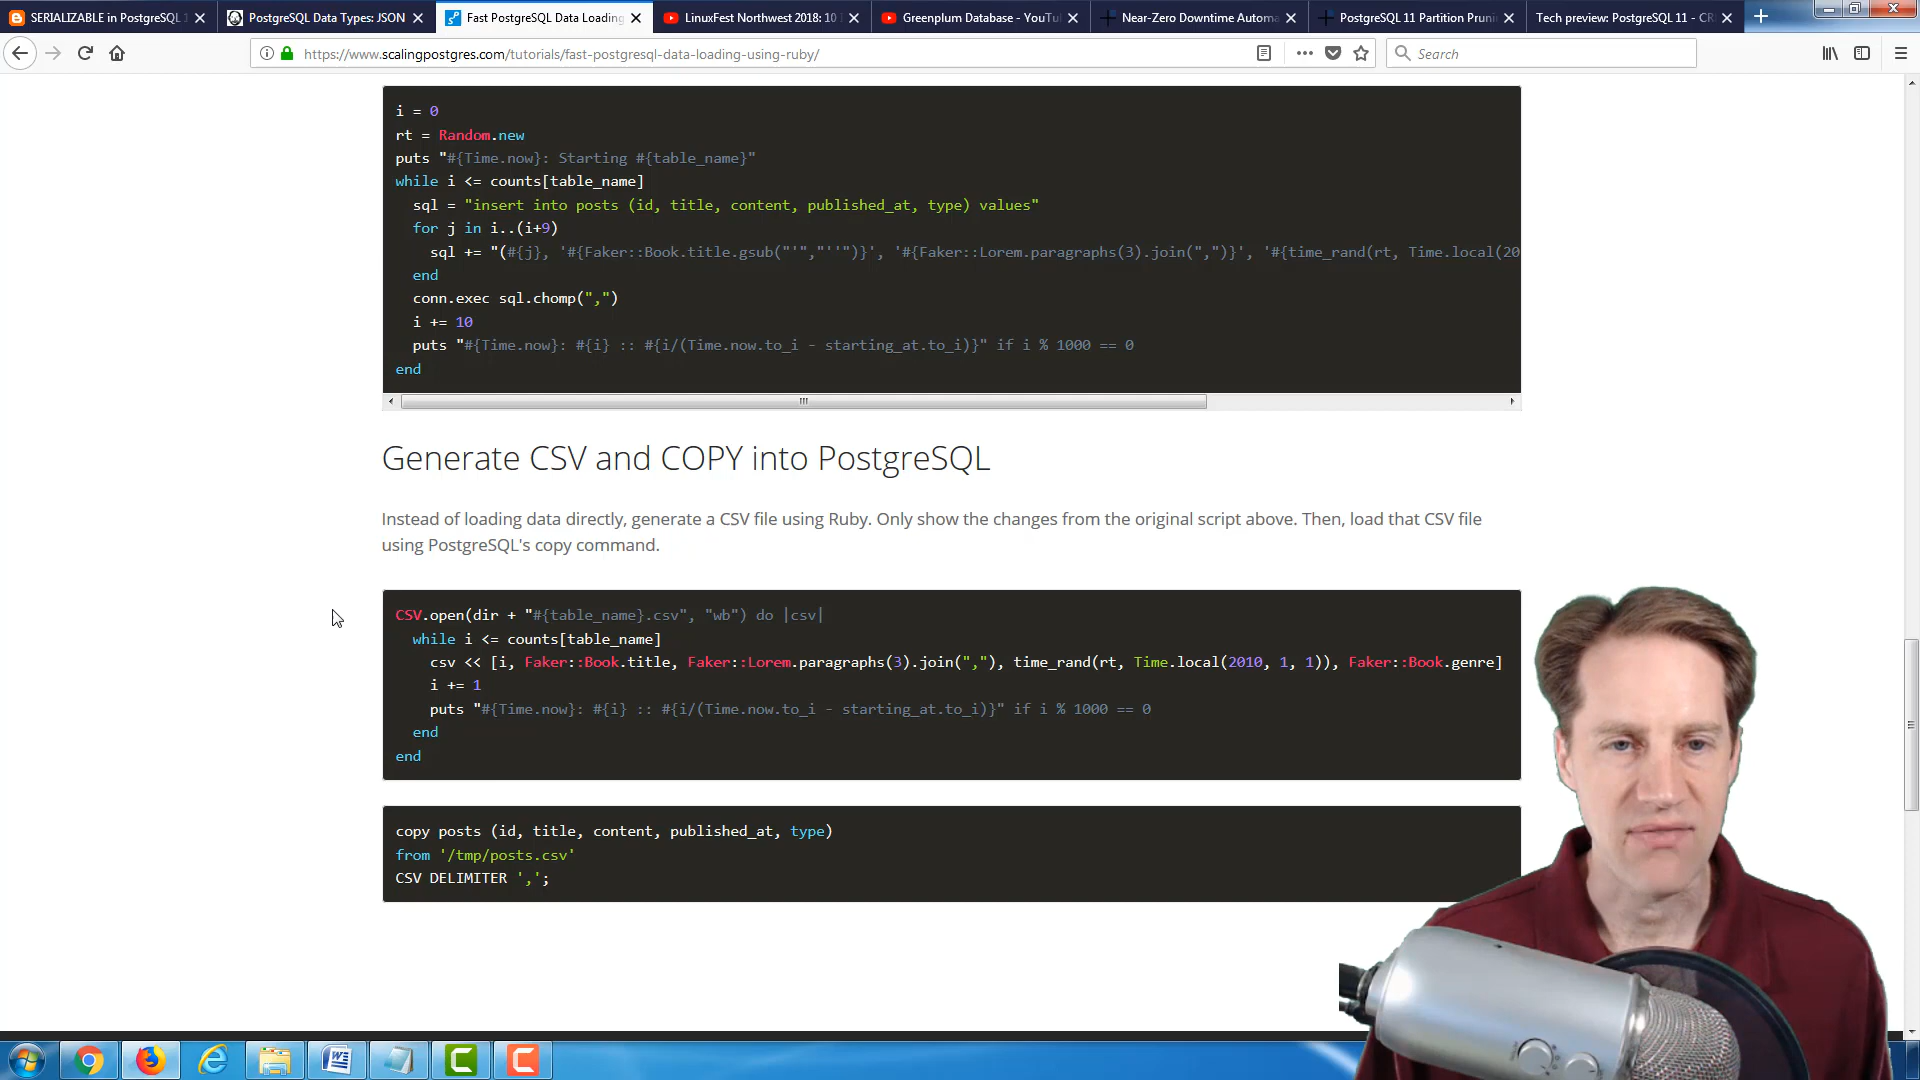 SERIALIZABLE in PostgreSQL
PostgreSQL Data Types: JSON
Fast PostgreSQL Data Loading
LinuxFest Northwest 2018: 10
Greenplum Database - YouTu
Near-Zero Downtime Automa
PostgreSQL 11 Partition Pruni
Tech preview: PostgreSQL 11 - CR
https://www.scalingpostgres.com/tutorials/fast-postgresql-data-loading-using-ruby/
Search
i = 0
rt = Random.new
puts "#{Time.now}: Starting #{table_name}"
while i <= counts[table_name]
sql = "insert into posts (id, title, content, published_at, type) values"
for j in i..(i+9)
sql += "(#{j}, '#{Faker::Book.title.gsub("'","''")}', '#{Faker::Lorem.paragraphs(3).join(",")}', '#{time_rand(rt, Time.local(20
end
conn.exec sql.chomp(",")
i += 10
puts "#{Time.now}: #{i} :: #{i/(Time.now.to_i - starting_at.to_i)}" if i % 1000 == 0
end
Generate CSV and COPY into PostgreSQL
Instead of loading data directly, generate a CSV file using Ruby. Only show the changes from the original script above. Then, load that CSV file
using PostgreSQL's copy command.
CSV.open(dir + "#{table_name}.csv", "wb") do |csv|
while i <= counts[table_name]
csv << [i, Faker::Book.title, Faker::Lorem.paragraphs(3).join(","), time_rand(rt, Time.local(2010, 1, 1)), Faker::Book.genre]
i += 1
puts "#{Time.now}: #{i} :: #{i/(Time.now.to_i - starting_at.to_i)}" if i % 1000 == 0
end
end
copy posts (id, title, content, published_at, type)
from '/tmp/posts.csv'
CSV DELIMITER ',';